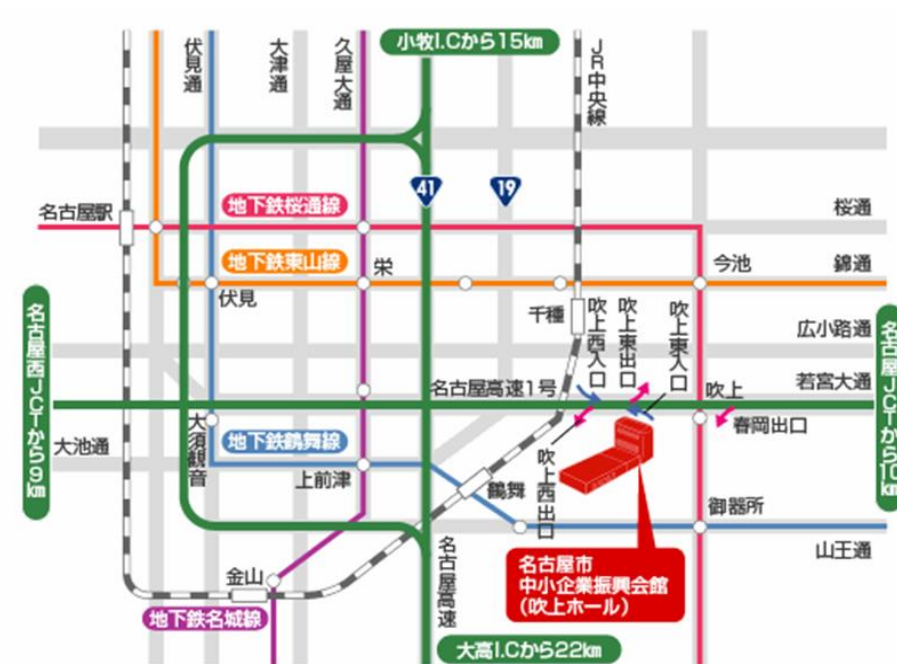 小牧I.Cから15km
伏見通
大津通
久屋大通
JR中央線
41
19
名古屋駅
地下鉄桜通線
桜通
地下鉄東山線
栄
今池
錦通
伏見
千種
吹上西入口
吹上東出口
吹上東入口
広小路通
名古屋西JCTから9km
名古屋JCTから10km
名古屋高速1号
吹上
若宮大通
大須観音
地下鉄鶴舞線
春岡出口
大池通
上前津
鶴舞
吹上西出口
御器所
山王通
名古屋高速
名古屋市
中小企業振興会館
(吹上ホール)
金山
地下鉄名城線
大高I.Cから22km